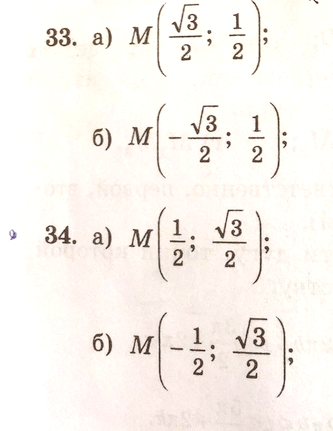 33. а) M(√3/2; 1/2);
б) M(−√3/2; 1/2);
34. а) M(1/2; √3/2);
б) M(−1/2; √3/2);